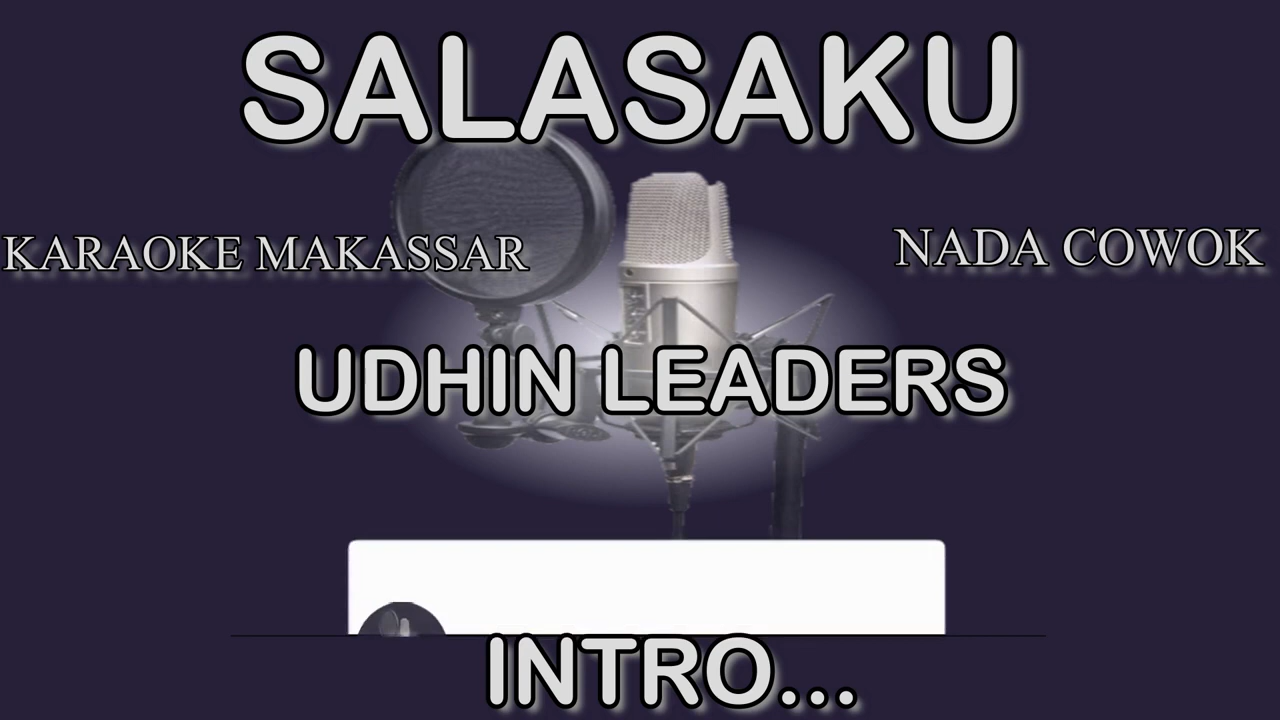 SALASAKU
KARAOKE MAKASSAR
NADA COWOK
UDHIN LEADERS
INTRO...